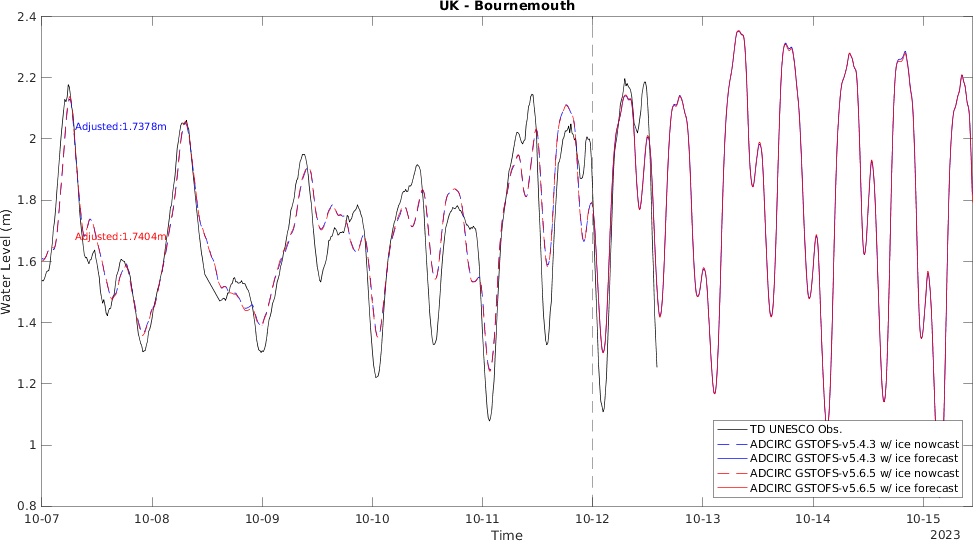 UK - Bournemouth
2.4
2.2
2
1.8
1.6
1.4
1.2
1
0.8
Water Level (m)
Adjusted:1.7378m
Adjusted:1.7404m
TD UNESCO Obs.
ADCIRC GSTOFS-v5.4.3 w/ ice nowcast
ADCIRC GSTOFS-v5.4.3 w/ ice forecast
ADCIRC GSTOFS-v5.6.5 w/ ice nowcast
ADCIRC GSTOFS-v5.6.5 w/ ice forecast
10-07 10-08 10-09 10-10 10-11 10-12 10-13 10-14 10-15
Time
2023